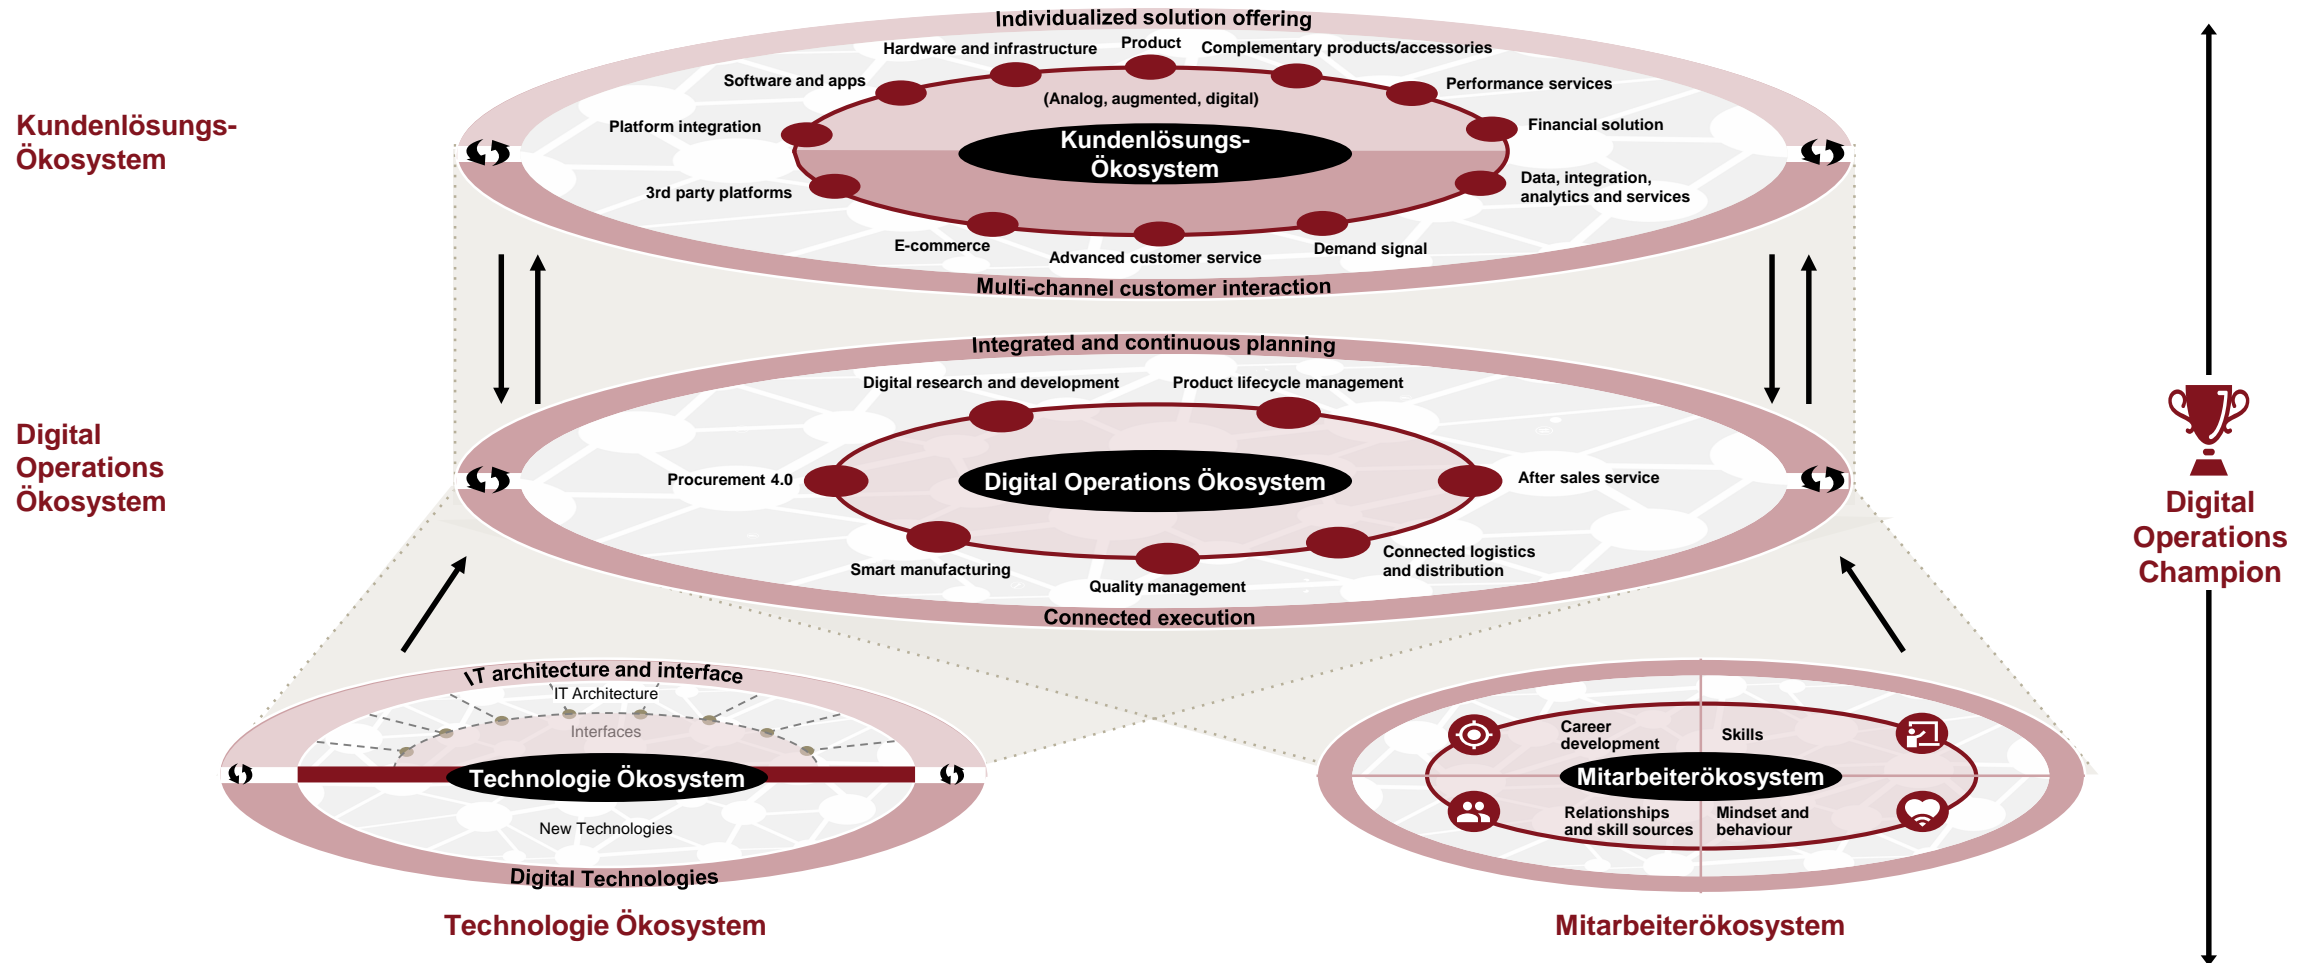 Individualized solution offering
Hardware and infrastructure
Product
Complementary products/accessories
Software and apps
Performance services
(Analog, augmented, digital)
Platform integration
Financial solution
Kundenlösungs-
Ökosystem
Kundenlösungs-
Ökosystem
3rd party platforms
Data, integration,
analytics and services
E-commerce
Advanced customer service
Demand signal
Multi-channel customer interaction
Integrated and continuous planning
Digital research and development
Product lifecycle management
Digital
Operations
Ökosystem
Procurement 4.0
Digital Operations Ökosystem
After sales service
Smart manufacturing
Quality management
Connected logistics
and distribution
Connected execution
Digital
Operations
Champion
IT architecture and interface
IT Architecture
Interfaces
Technologie Ökosystem
New Technologies
Digital Technologies
Technologie Ökosystem
Career
development
Skills
Mitarbeiterökosystem
Relationships
and skill sources
Mindset and
behaviour
Mitarbeiterökosystem